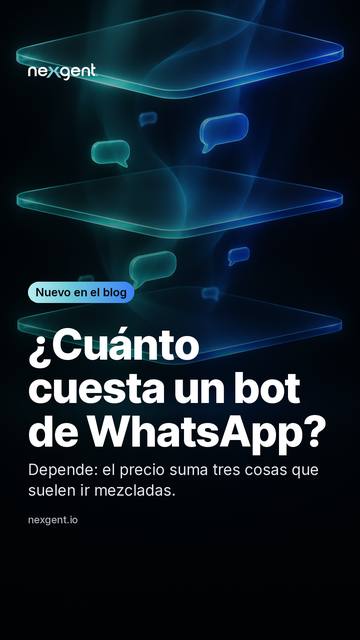 nexgent
Nuevo en el blog
¿Cuánto
cuesta un bot
de WhatsApp?
Depende: el precio suma tres cosas que
suelen ir mezcladas.
nexgent.io